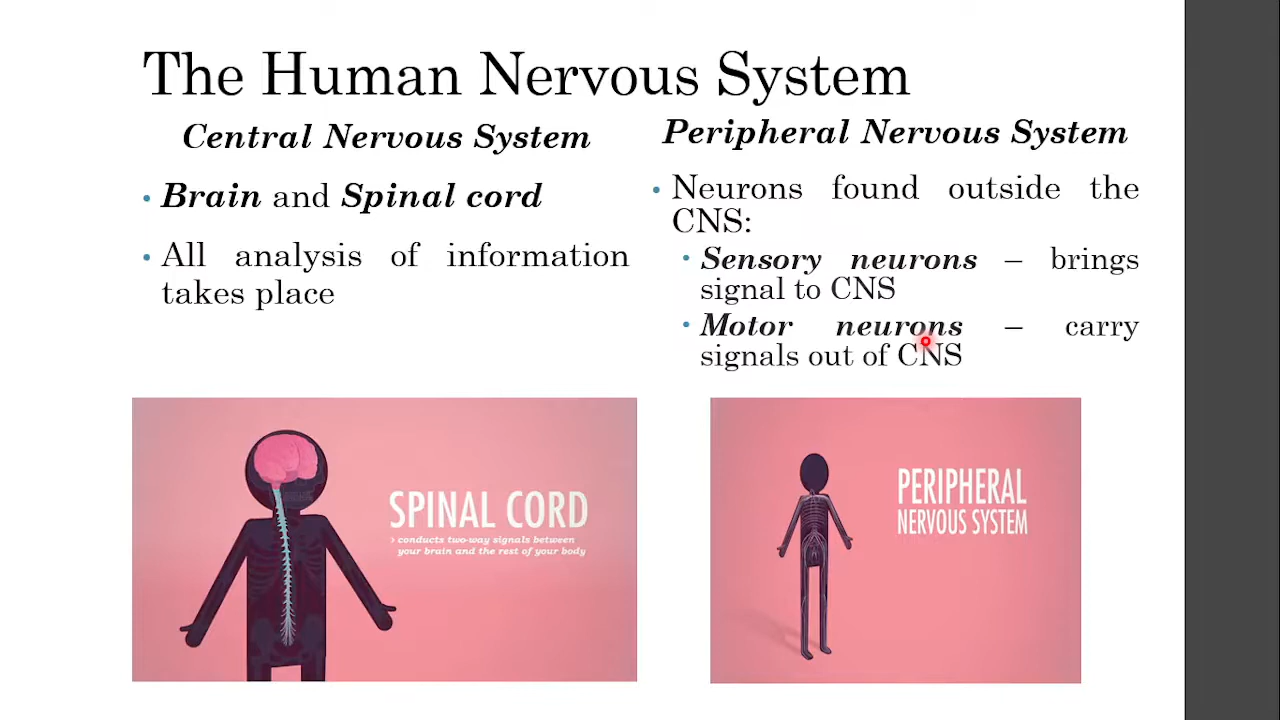 The Human Nervous System
Central Nervous System
• Brain and Spinal cord
• All analysis of information
takes place
Peripheral Nervous System
• Neurons found outside the
CNS:
• Sensory neurons – brings
signal to CNS
• Motor neurons – carry
signals out of CNS
SPINAL CORD
> conducts two-way signals between
your brain and the rest of your body
PERIPHERAL
NERVOUS SYSTEM